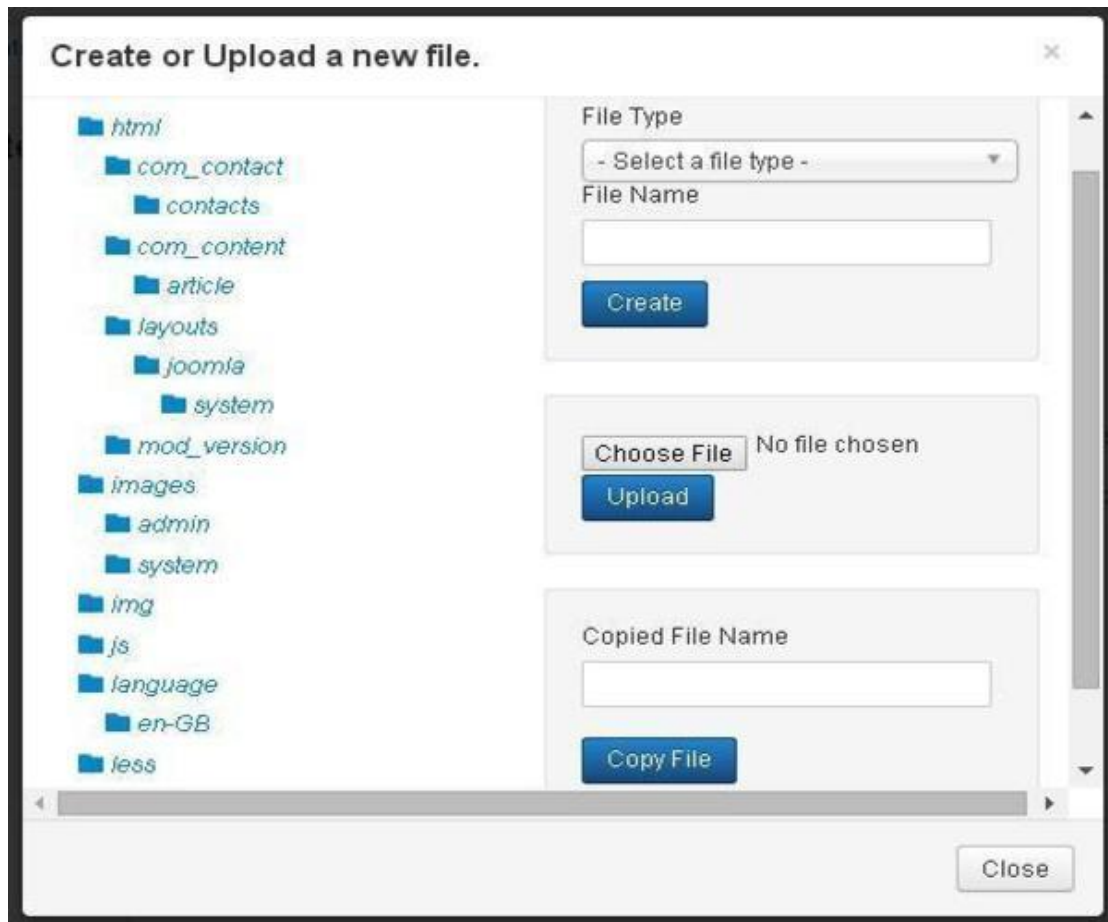 Create or Upload a new file.
×
html
com_contact
contacts
com_content
article
layouts
joomla
system
mod_version
images
admin
system
img
js
language
en-GB
less
File Type
- Select a file type -
File Name
Create
Choose File No file chosen
Upload
Copied File Name
Copy File
Close